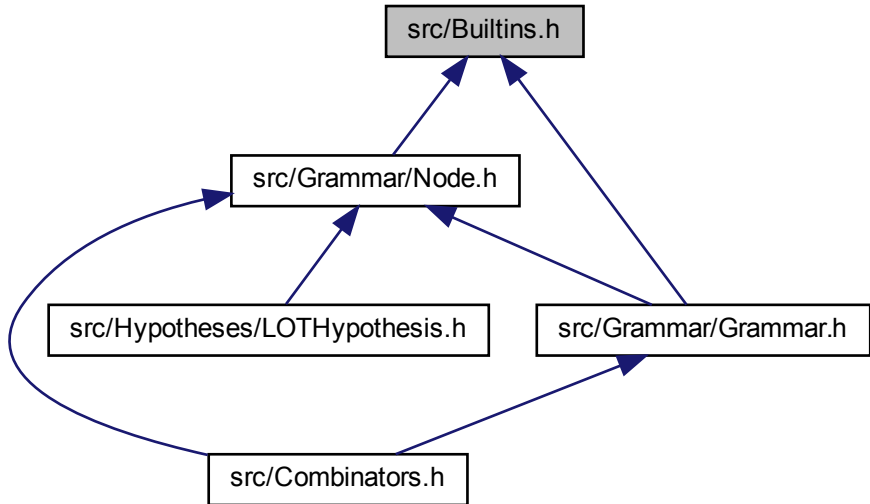 src/Builtins.h
src/Grammar/Node.h
src/Hypotheses/LOTHypothesis.h
src/Grammar/Grammar.h
src/Combinators.h